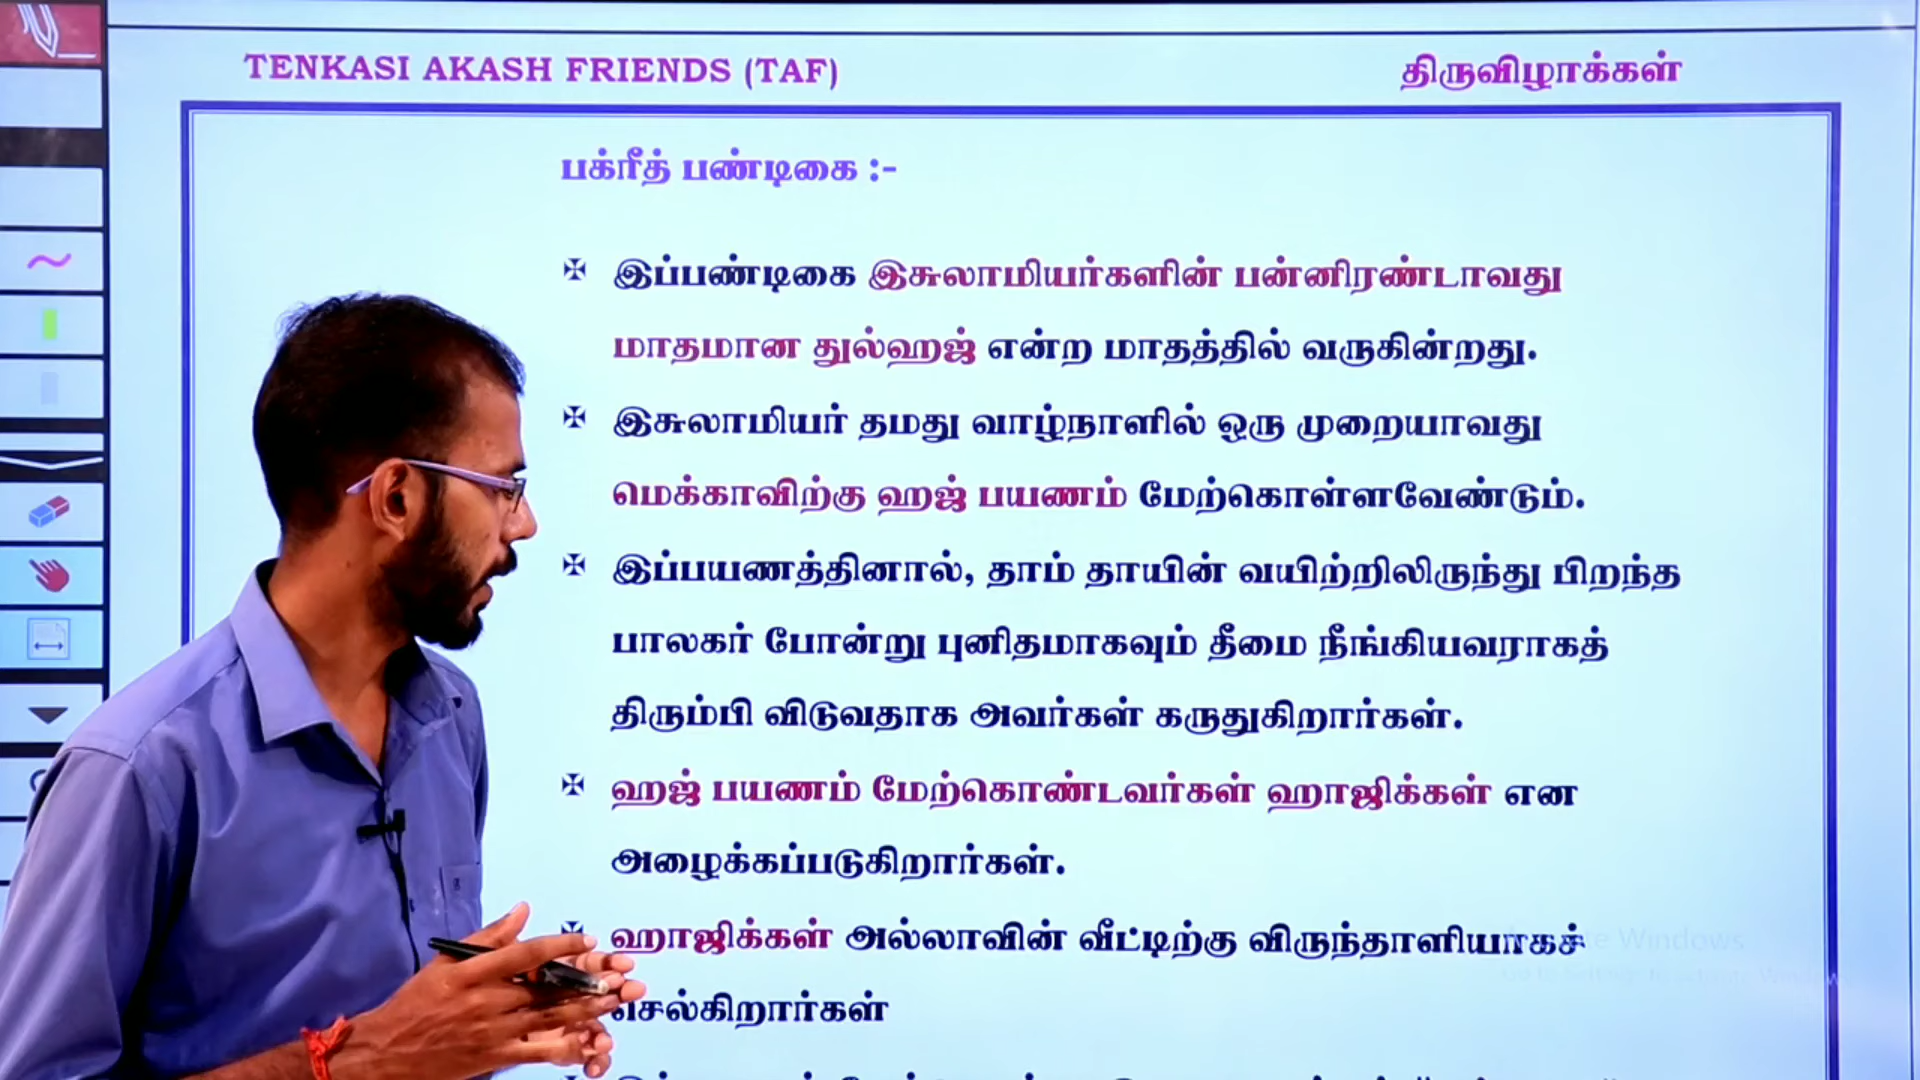 TENKASI AKASH FRIENDS (TAF) திருவிழாக்கள்
பக்ரீத் பண்டிகை :-
இப்பண்டிகை இசுலாமியர்களின் பன்னிரண்டாவது
மாதமான துல்ஹஜ் என்ற மாதத்தில் வருகின்றது.
இசுலாமியர் தமது வாழ்நாளில் ஒரு முறையாவது
மெக்காவிற்கு ஹஜ் பயணம் மேற்கொள்ளவேண்டும்.
இப்பயணத்தினால், தாம் தாயின் வயிற்றிலிருந்து பிறந்த
பாலகர் போன்று புனிதமாகவும் தீமை நீங்கியவராகத்
திரும்பி விடுவதாக அவர்கள் கருதுகிறார்கள்.
ஹஜ் பயணம் மேற்கொண்டவர்கள் ஹாஜிக்கள் என
அழைக்கப்படுகிறார்கள்.
ஹாஜிக்கள் அல்லாவின் வீட்டிற்கு விருந்தாளியாகச்
செல்கிறார்கள்
Windows